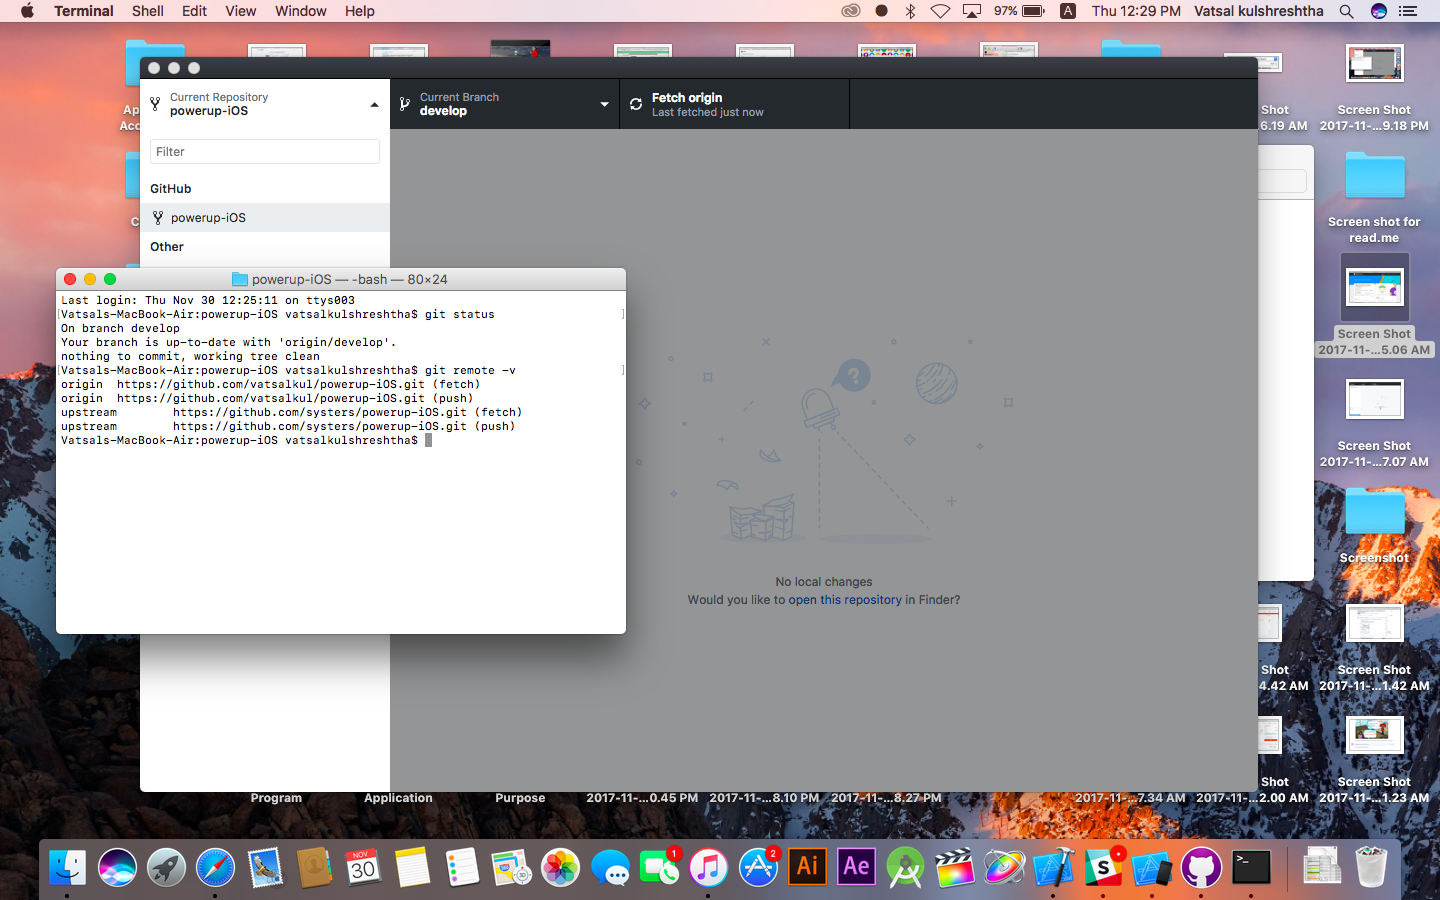 Terminal Shell Edit View Window Help 97% A Thu 12:29 PM Vatsal kulshreshtha
Current Repository
powerup-iOS
Current Branch
develop
Fetch origin
Last fetched just now
Filter
GitHub
powerup-iOS
Other
powerup-iOS — -bash — 80×24
Last login: Thu Nov 30 12:25:11 on ttys003
[Vatsals-MacBook-Air:powerup-iOS vatsalkulshreshtha$ git status ]
On branch develop
Your branch is up-to-date with 'origin/develop'.
nothing to commit, working tree clean
[Vatsals-MacBook-Air:powerup-iOS vatsalkulshreshtha$ git remote -v ]
origin https://github.com/vatsalkul/powerup-iOS.git (fetch)
origin https://github.com/vatsalkul/powerup-iOS.git (push)
upstream https://github.com/systers/powerup-iOS.git (fetch)
upstream https://github.com/systers/powerup-iOS.git (push)
Vatsals-MacBook-Air:powerup-iOS vatsalkulshreshtha$
?
No local changes
Would you like to open this repository in Finder?
Ap
Acc
C
Shot
6.19 AM
Screen Shot
2017-11-...9.18 PM
Screen shot for
read.me
Screen Shot
2017-11-...5.06 AM
Screen Shot
2017-11-...7.07 AM
Screenshot
Shot
4.42 AM
Screen Shot
2017-11-...1.42 AM
Shot
2.00 AM
Screen Shot
2017-11-...1.23 AM
Program
Application
Purpose
2017-11-...0.45 PM
2017-11-...8.10 PM
2017-11-...8.27 PM
2017-11-...7.34 AM
2017-11-...
NOV
30
1
2
Ai
Ae
S
>_